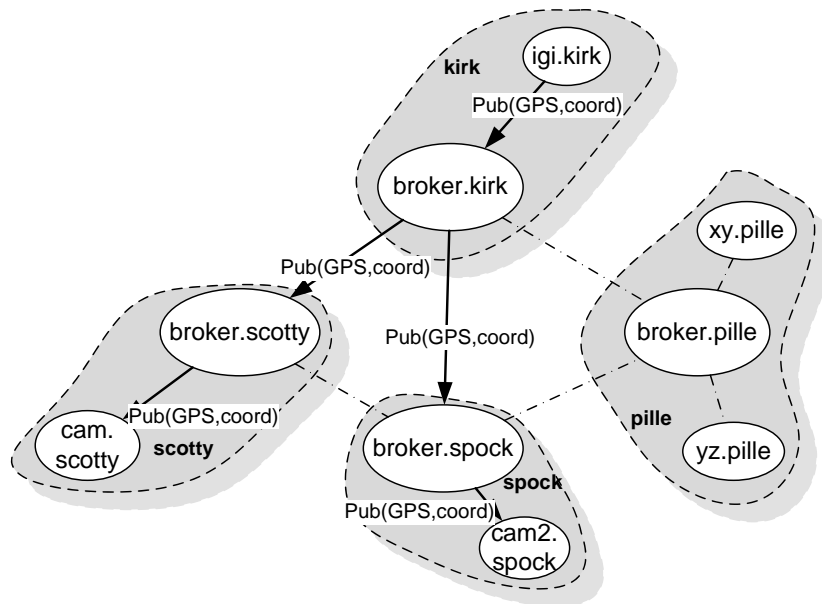 igi.kirk
kirk
Pub(GPS,coord)
broker.kirk
xy.pille
Pub(GPS,coord)
broker.scotty
Pub(GPS,coord)
broker.pille
Pub(GPS,coord)
cam.
scotty
scotty
pille
broker.spock
yz.pille
spock
Pub(GPS,coord)
cam2.
spock